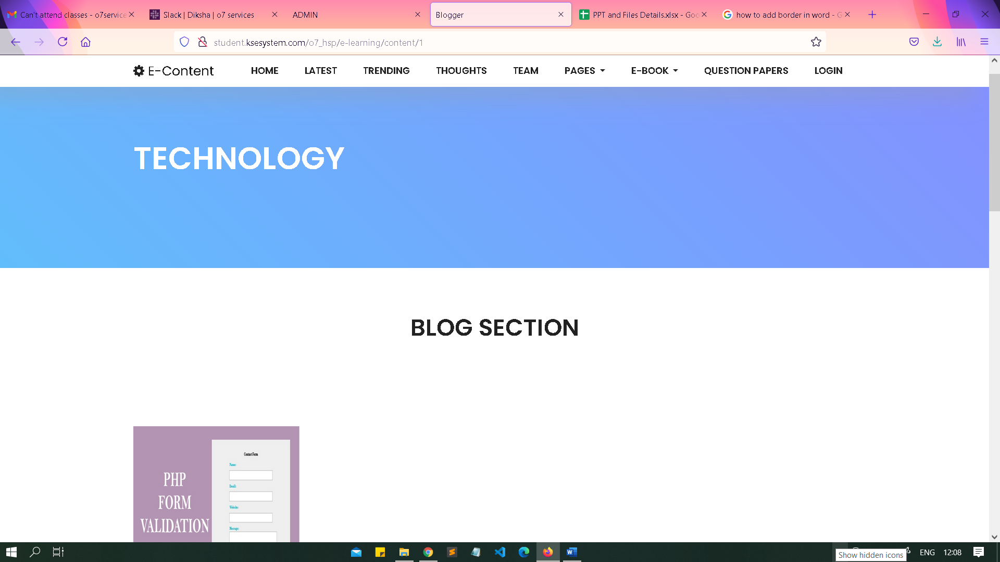 Can't attend classes - o7service
Slack | Diksha | o7 services
ADMIN
Blogger
PPT and Files Details.xlsx - Goo
how to add border in word - G
student.ksesystem.com/o7_hsp/e-learning/content/1
E-Content HOME LATEST TRENDING THOUGHTS TEAM PAGES E-BOOK QUESTION PAPERS LOGIN
TECHNOLOGY
BLOG SECTION
PHP
FORM
VALIDATION
Contact Form
Name:
Email:
Website:
Message:
ENG 12:08
Show hidden icons